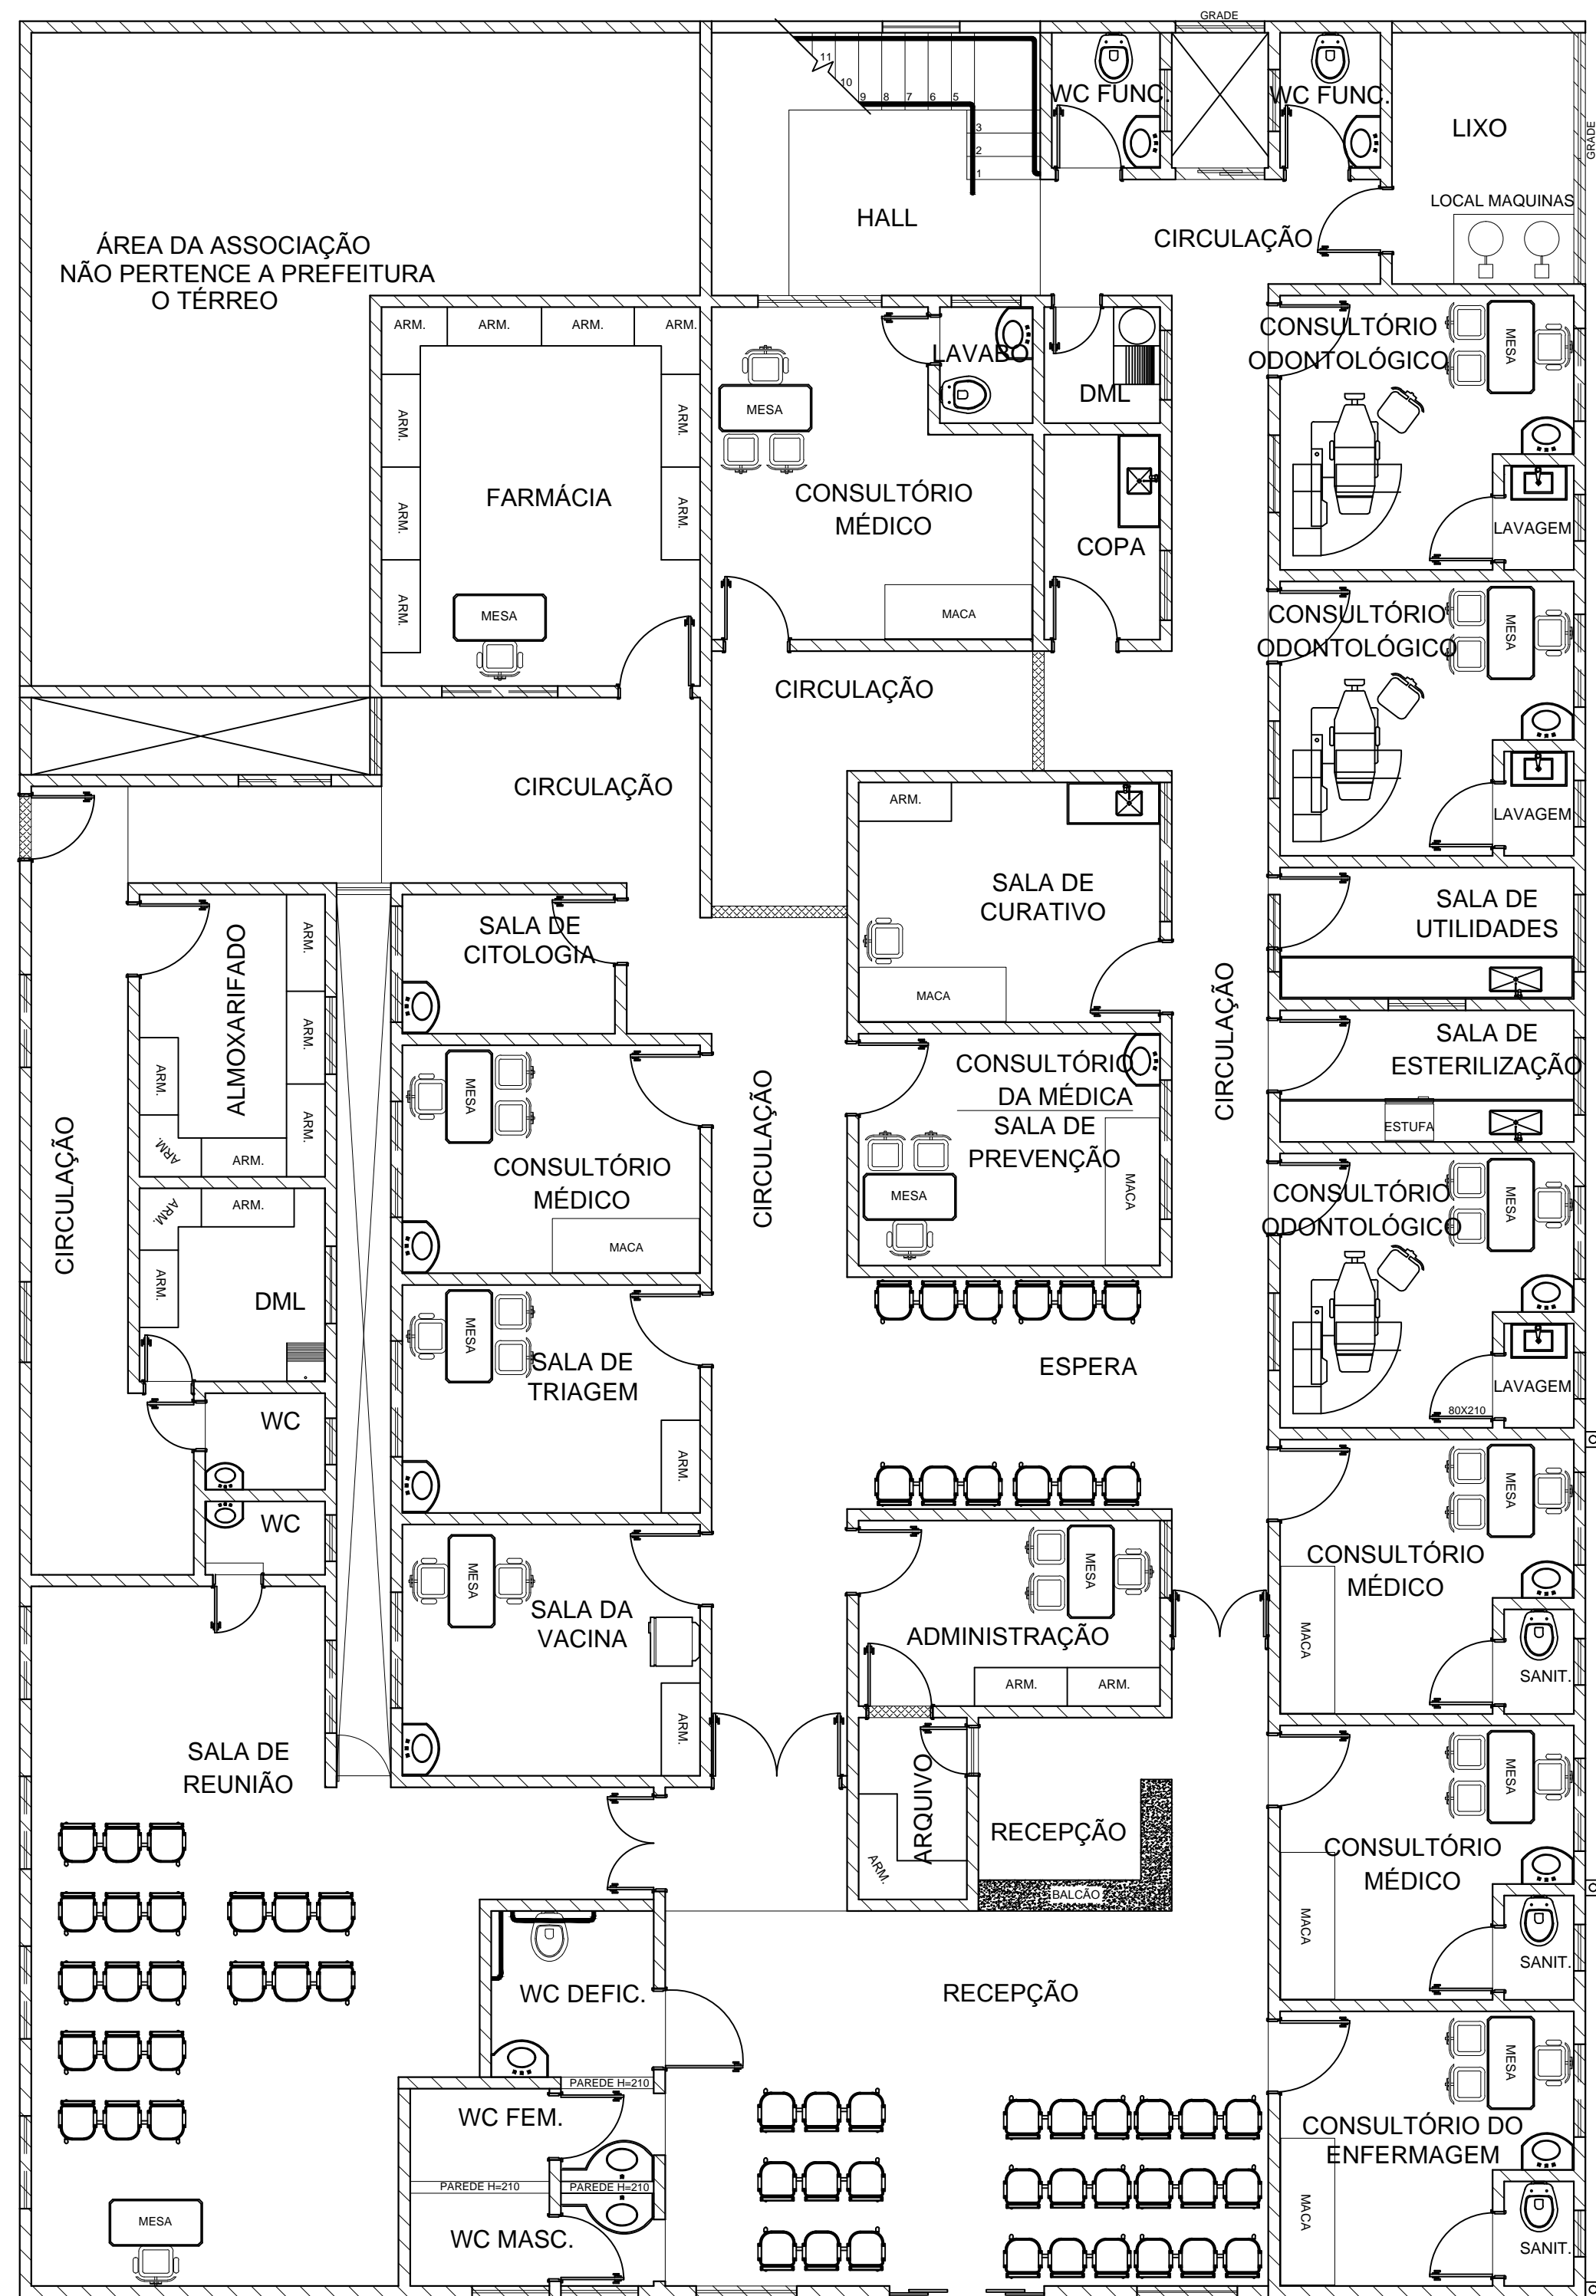 GRADE
11
10
9
8
7
6
5
3
2
1
WC FUNC.
WC FUNC.
LIXO
GRADE
LOCAL MAQUINAS
HALL
CIRCULAÇÃO
ÁREA DA ASSOCIAÇÃO
NÃO PERTENCE A PREFEITURA
O TÉRREO
ARM.
ARM.
ARM.
ARM.
ARM.
ARM.
ARM.
ARM.
ARM.
FARMÁCIA
MESA
MESA
LAVABO
DML
CONSULTÓRIO
MÉDICO
COPA
MACA
CONSULTÓRIO
ODONTOLÓGICO
MESA
LAVAGEM
CONSULTÓRIO
ODONTOLÓGICO
MESA
LAVAGEM
CIRCULAÇÃO
CIRCULAÇÃO
ARM.
SALA DE
CURATIVO
MACA
SALA DE
UTILIDADES
SALA DE
CITOLOGIA
ALMOXARIFADO
ARM.
ARM.
ARM.
ARM.
ARM.
ARM.
CIRCULAÇÃO
CIRCULAÇÃO
CIRCULAÇÃO
SALA DE
ESTERILIZAÇÃO
ESTUFA
CONSULTÓRIO
DA MÉDICA
SALA DE
PREVENÇÃO
MESA
MACA
MESA
CONSULTÓRIO
MÉDICO
MACA
CONSULTÓRIO
ODONTOLÓGICO
MESA
LAVAGEM
80X210
ARM.
ARM.
ARM.
DML
MESA
SALA DE
TRIAGEM
ARM.
ESPERA
WC
WC
MESA
SALA DA
VACINA
ARM.
MESA
ADMINISTRAÇÃO
ARM.
ARM.
MESA
CONSULTÓRIO
MÉDICO
MACA
SANIT.
SALA DE
REUNIÃO
ARQUIVO
ARM.
RECEPÇÃO
BALCÃO
MESA
CONSULTÓRIO
MÉDICO
MACA
SANIT.
WC DEFIC.
RECEPÇÃO
PAREDE H=210
WC FEM.
PAREDE H=210
PAREDE H=210
WC MASC.
MESA
MESA
CONSULTÓRIO DO
ENFERMAGEM
MACA
SANIT.